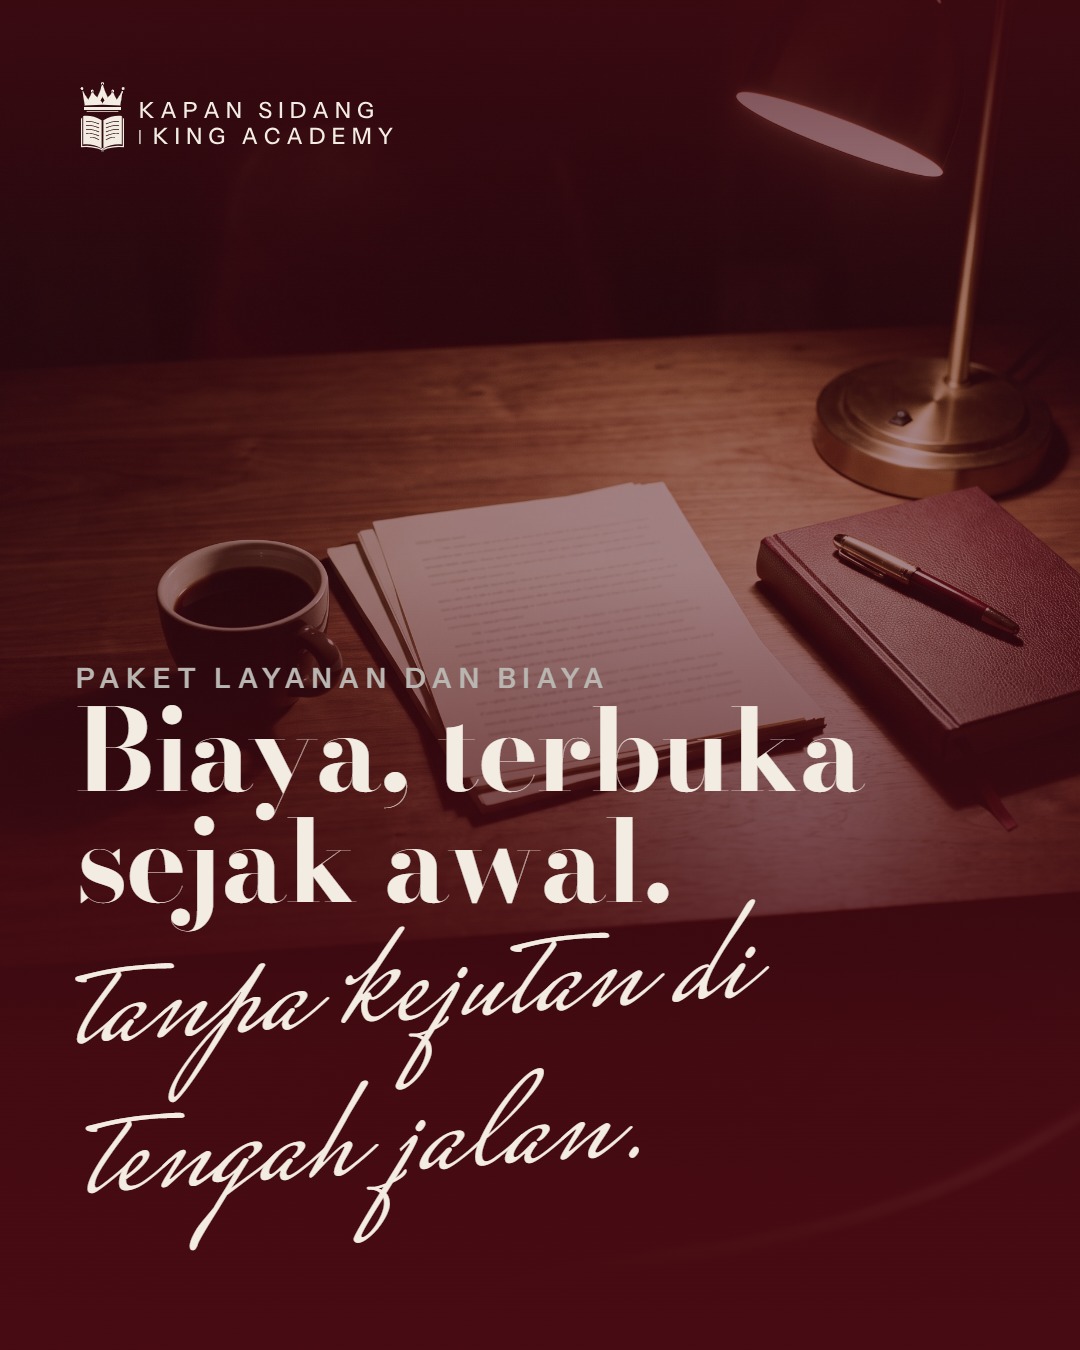 KAPAN SIDANG
| KING ACADEMY
PAKET LAYANAN DAN BIAYA
Biaya, terbuka
sejak awal.
Tanpa kejutan di
Tengah jalan.